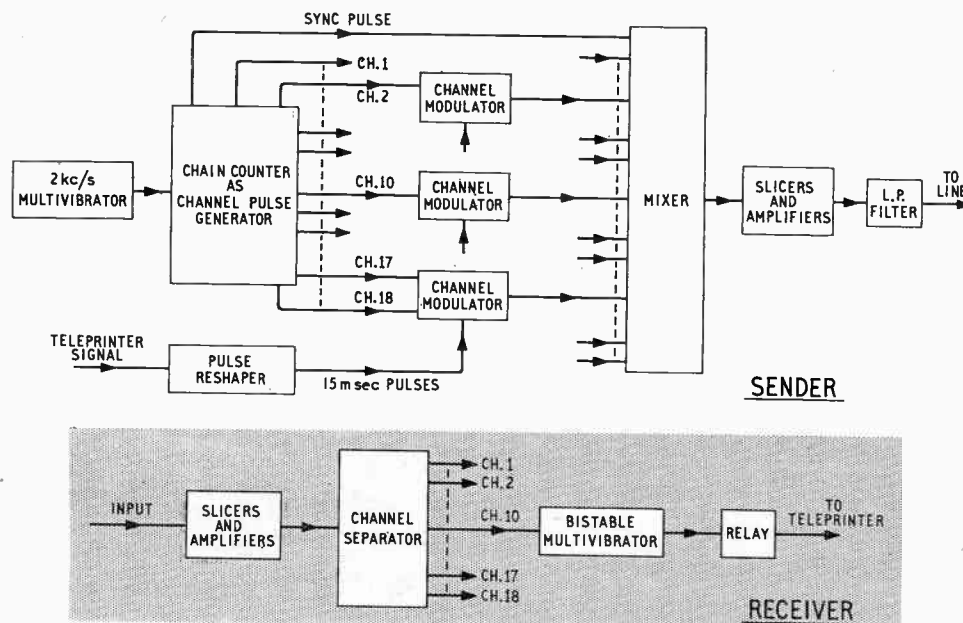 SYNC PULSE
CH.1
CH.2
CHANNEL
MODULATOR
2kc/s
MULTIVIBRATOR
CHAIN COUNTER
AS
CHANNEL PULSE
GENERATOR
CH.10
CHANNEL
MODULATOR
MIXER
SLICERS
AND
AMPLIFIERS
L.P.
FILTER
TO
LINE
CH.17
CH.18
CHANNEL
MODULATOR
TELEPRINTER
SIGNAL
PULSE
RESHAPER
15 m sec PULSES
SENDER
INPUT
SLICERS
AND
AMPLIFIERS
CHANNEL
SEPARATOR
CH.1
CH.2
CH.10
BISTABLE
MULTIVIBRATOR
RELAY
TO
TELEPRINTER
CH.17
CH.18
RECEIVER